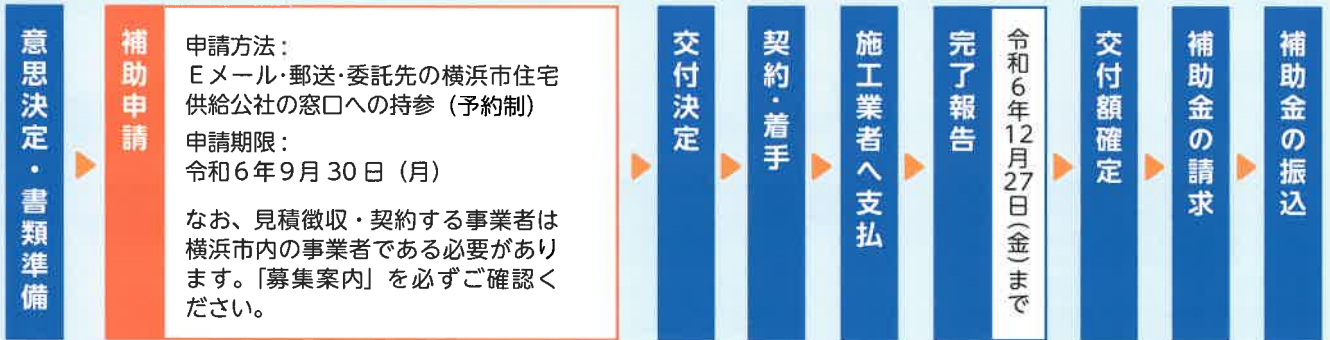 意思決定・書類準備
補助申請
申請方法：
Ｅメール・郵送・委託先の横浜市住宅
供給公社の窓口への持参（予約制）
申請期限：
令和６年９月30日（月）
なお、見積徴収・契約する事業者は
横浜市内の事業者である必要があり
ます。「募集案内」を必ずご確認く
ださい。
交付決定
契約・着手
施工業者へ支払
完了報告
令和６年12月27日（金）まで
交付額確定
補助金の請求
補助金の振込